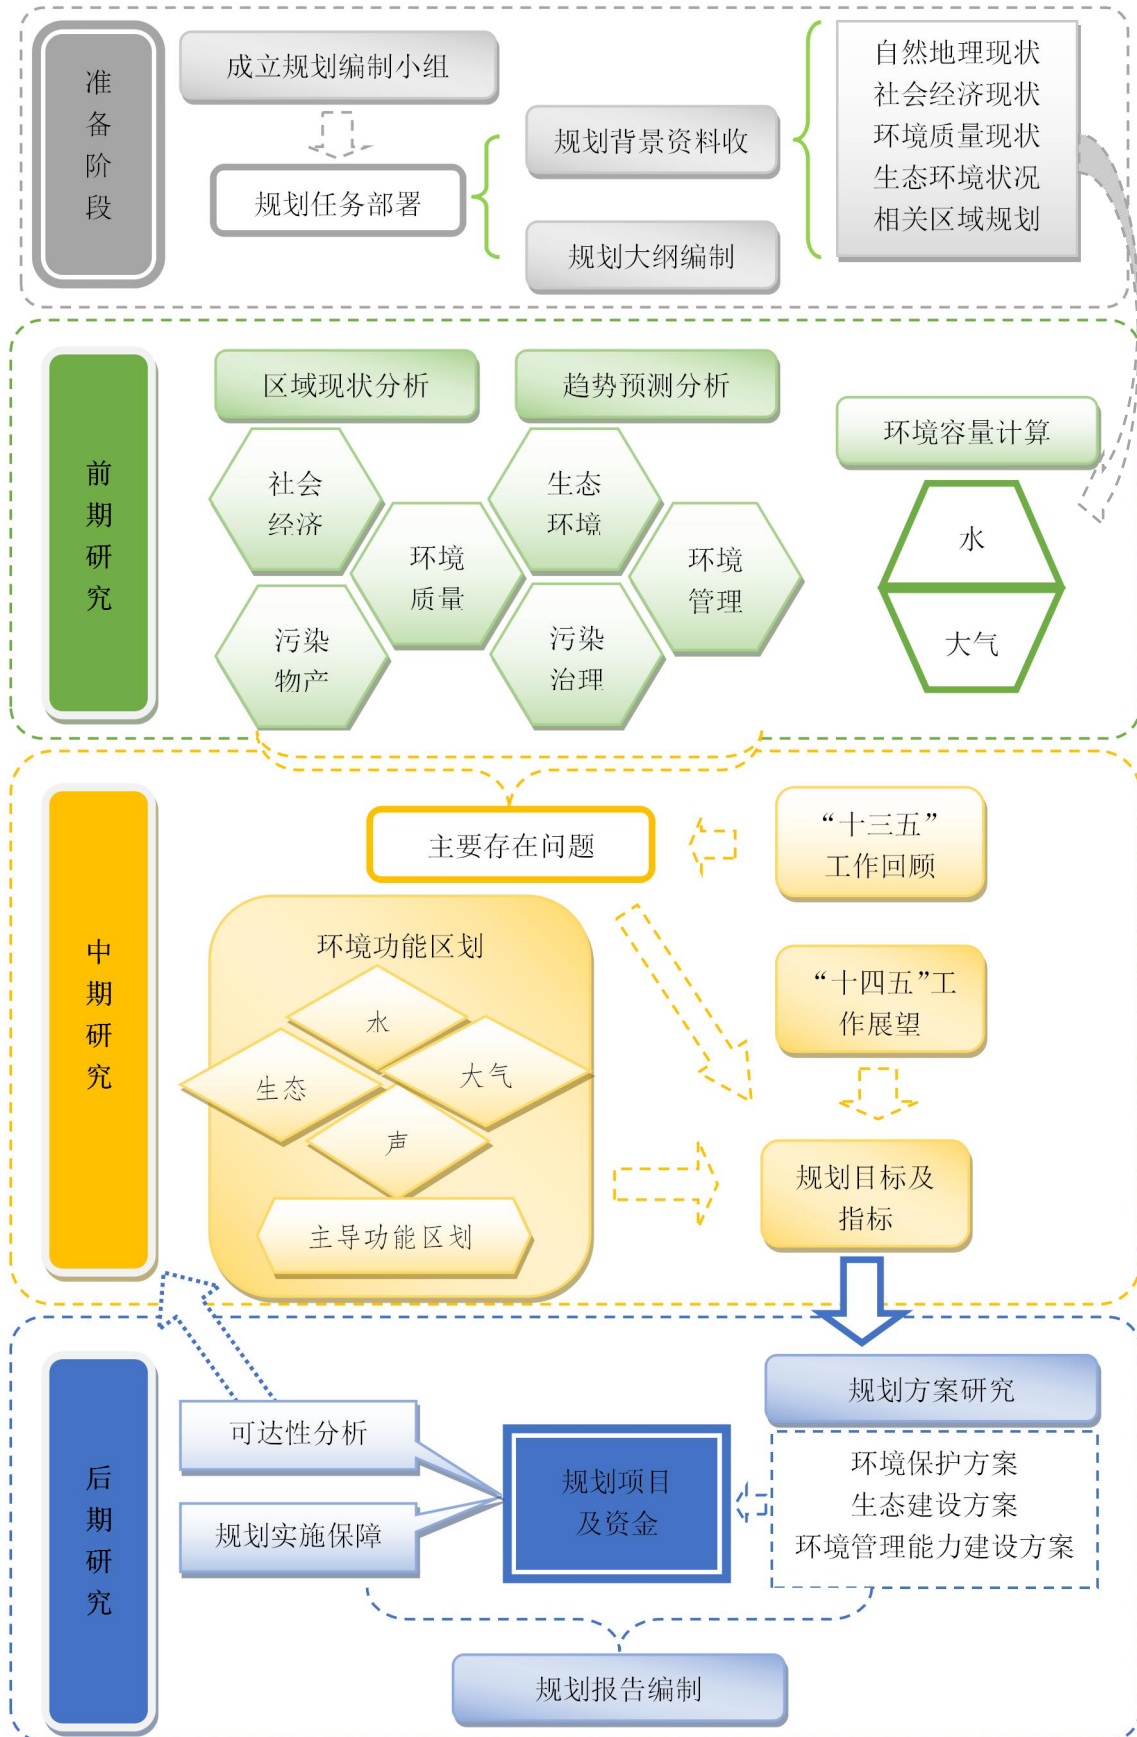 准备阶段
成立规划编制小组
规划任务部署
规划背景资料收
规划大纲编制
自然地理现状
社会经济现状
环境质量现状
生态环境状况
相关区域规划
前期研究
区域现状分析
趋势预测分析
环境容量计算
社会
经济
生态
环境
环境
质量
环境
管理
污染
物产
污染
治理
水
大气
中期研究
主要存在问题
“十三五”
工作回顾
环境功能区划
水
生态
大气
声
主导功能区划
“十四五”工
作展望
规划目标及
指标
后期研究
可达性分析
规划实施保障
规划项目
及资金
规划方案研究
环境保护方案
生态建设方案
环境管理能力建设方案
规划报告编制